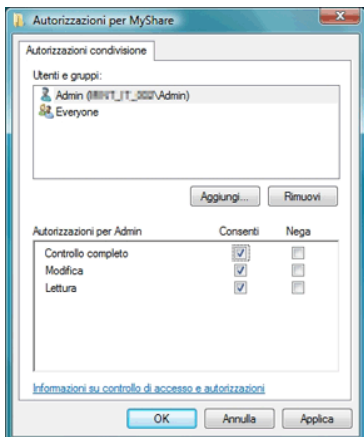 Autorizzazioni per MyShare
Autorizzazioni condivisione
Utenti e gruppi:
Admin (\Admin)
Everyone
Aggiungi... Rimuovi
Autorizzazioni per Admin Consenti Nega
Controllo completo
Modifica
Lettura
Informazioni su controllo di accesso e autorizzazioni
OK Annulla Applica